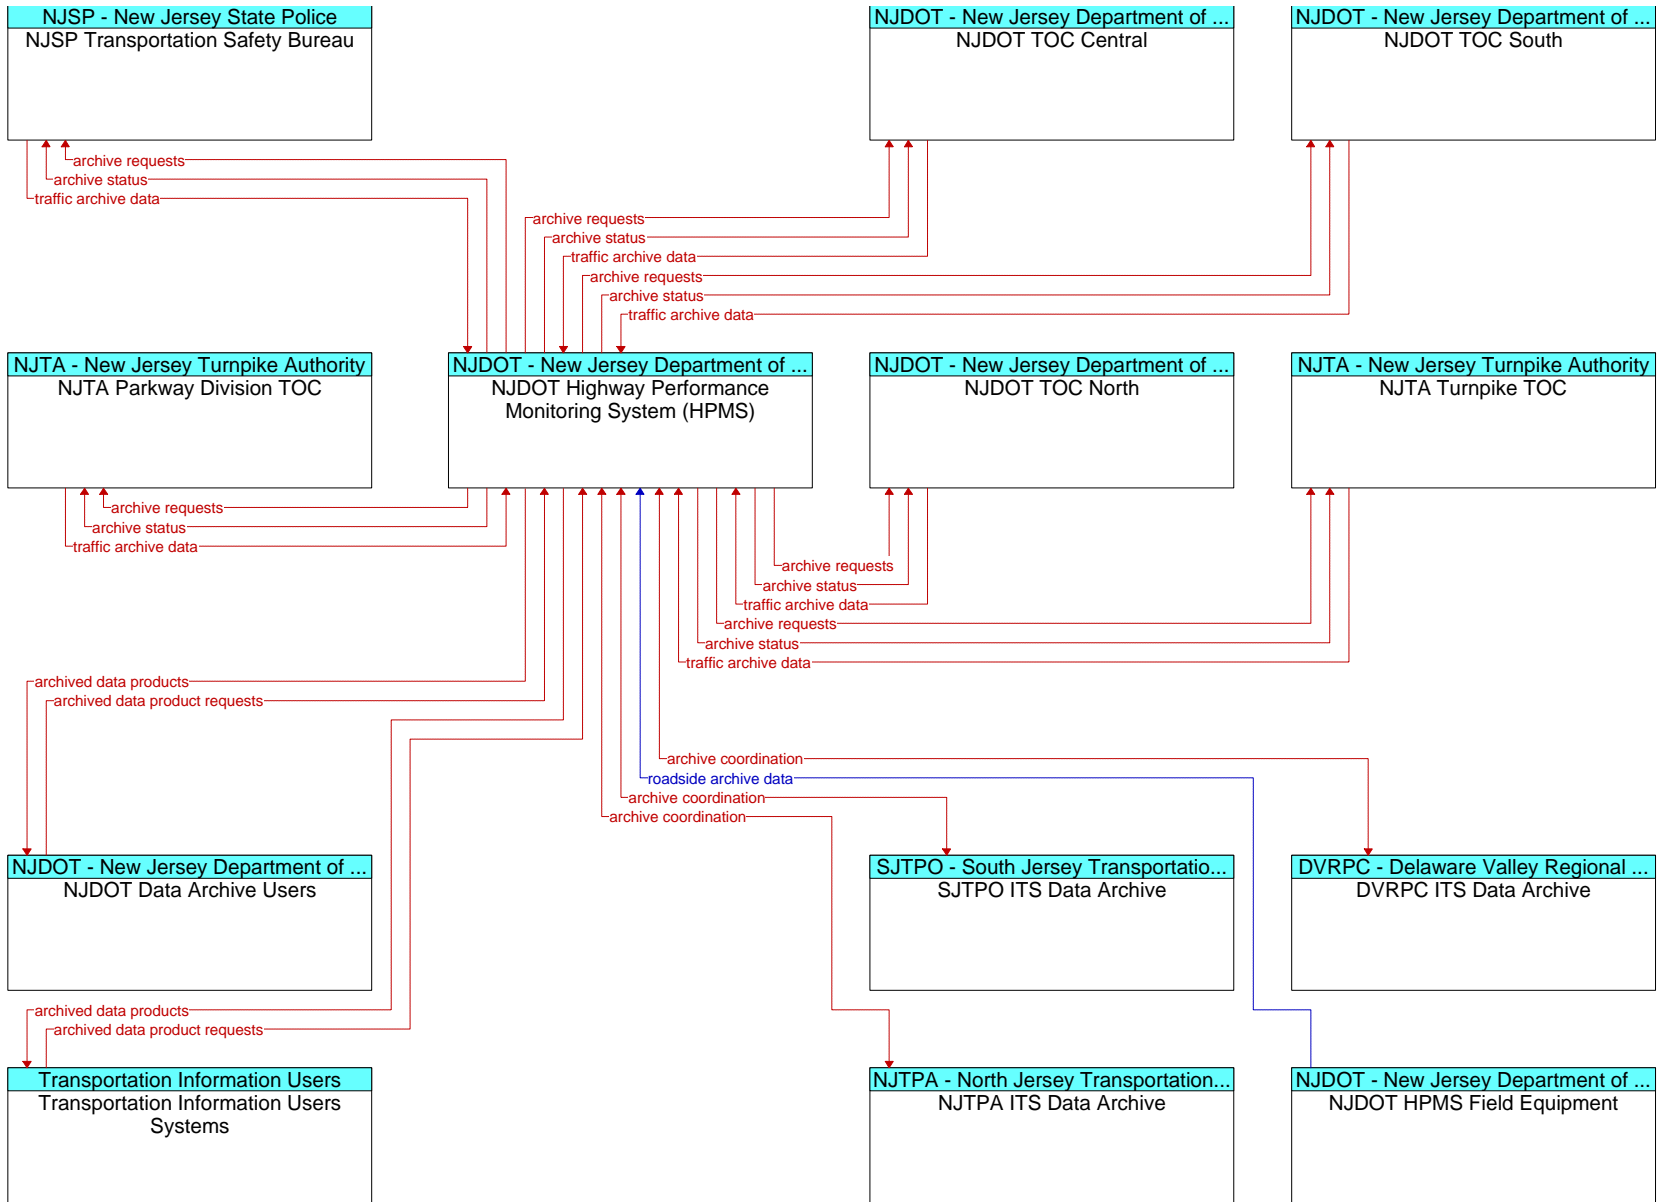 NJSP - New Jersey State Police
NJSP Transportation Safety Bureau
NJDOT - New Jersey Department of ...
NJDOT TOC Central
NJDOT - New Jersey Department of ...
NJDOT TOC South
archive requests
archive status
traffic archive data
archive requests
archive status
traffic archive data
archive requests
archive status
traffic archive data
NJTA - New Jersey Turnpike Authority
NJTA Parkway Division TOC
NJDOT - New Jersey Department of ...
NJDOT Highway Performance
Monitoring System (HPMS)
NJDOT - New Jersey Department of ...
NJDOT TOC North
NJTA - New Jersey Turnpike Authority
NJTA Turnpike TOC
archive requests
archive status
traffic archive data
archive requests
archive status
traffic archive data
archive requests
archive status
traffic archive data
archived data products
archived data product requests
archive coordination
roadside archive data
archive coordination
archive coordination
NJDOT - New Jersey Department of ...
NJDOT Data Archive Users
SJTPO - South Jersey Transportatio...
SJTPO ITS Data Archive
DVRPC - Delaware Valley Regional ...
DVRPC ITS Data Archive
archived data products
archived data product requests
Transportation Information Users
Transportation Information Users
Systems
NJTPA - North Jersey Transportation...
NJTPA ITS Data Archive
NJDOT - New Jersey Department of ...
NJDOT HPMS Field Equipment